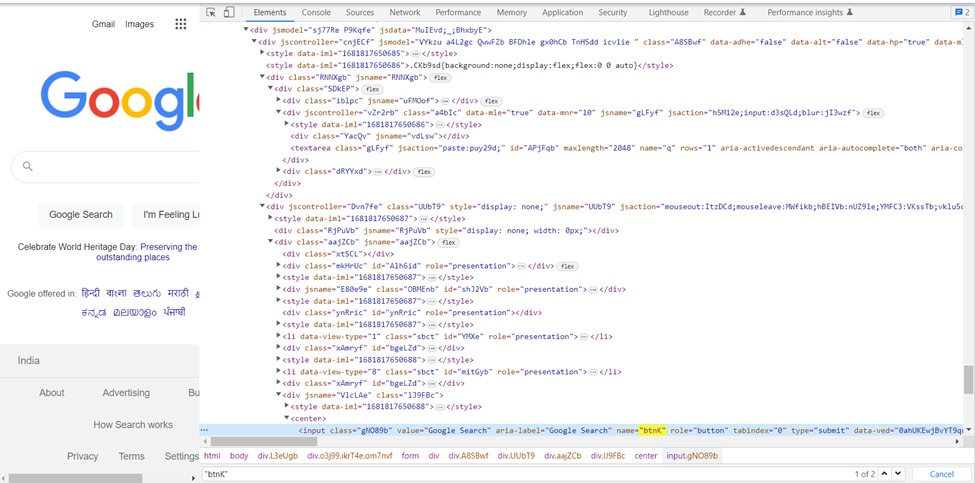 Gmail Images
Elements Console Sources Network Performance Memory Application Security Lighthouse Recorder Performance insights 2
<div jsmodel="sj77Re P9Kqfe" jsdata="MuIEvd;_;BhxbyE">
<div jscontroller="cnjECf" jsmodel="VYkzu a4L2gc QwwFZb BFDhle gx0hCb TnHSdd icv1ie " class="A8SBwf" data-adhe="false" data-alt="false" data-hp="true"
<style data-iml="1681817650685">…</style>
<style data-iml="1681817650685">.CKb9sd{background:none;display:flex;flex:0 0 auto}</style>
<div class="RNNXgb" jsname="RNNXgb"> flex
<div class="SDkEP"> flex
<div class="iblpc" jsname="uFMOof">…</div> flex
<div jscontroller="vZr2rb" class="a4bIc" data-mle="true" data-mnr="10" jsname="gLFyf" jsaction="h5M12e;input:d3sQLd;blur:jI3wzf"> flex
<style data-iml="1681817650686">…</style>
<div class="YacQv" jsname="vdLsw"></div>
<textarea class="gLFyf" jsaction="paste:puy29d;" id="APjFqb" maxlength="2048" name="q" rows="1" aria-activedescendant aria-autocomplete="both"
</div>
<div class="dRYYxd">…</div> flex
</div>
</div>
<div jscontroller="Dvn7fe" class="UUbT9" style="display: none;" jsname="UUbT9" jsaction="mouseout:ItzDCd;mouseleave:MWfikb;hBEIVb:nUZ9le;YMFC3:VKssTb;
<style data-iml="1681817650687">…</style>
<div class="RjPuVb" jsname="RjPuVb" style="display: none; width: 0px;"></div>
<div class="aajZCb" jsname="aajZCb"> flex
<div class="xtSCL"></div>
<div class="mkHrUc" id="Alh6id" role="presentation">…</div> flex
<style data-iml="1681817650687">…</style>
<div jsname="E80e9e" class="OBMEnb" id="shJ2Vb" role="presentation">…</div>
<style data-iml="1681817650687">…</style>
<div class="ynRric" id="ynRric" role="presentation"></div>
<style data-iml="1681817650687">…</style>
<li data-view-type="1" class="sbct" id="YMXe" role="presentation">…</li>
<div class="xAmryf" id="bgeLZd">…</div>
<style data-iml="1681817650688">…</style>
<li data-view-type="8" class="sbct" id="mitGyb" role="presentation">…</li>
<div class="xAmryf" id="bgeLZd">…</div>
<div jsname="VlcLAe" class="lJ9FBc">
<style data-iml="1681817650688">…</style>
<center>
<input class="gNO89b" value="Google Search" aria-label="Google Search" name="btnK" role="button" tabindex="0" type="submit"
html body div.L3eUgb div.o3j99.ikrT4e.om7nvf form div div.A8SBwf div.UUbT9 div.aajZCb div.lJ9FBc center input.gNO89b
"btnK" 1 of 2 Cancel
Google
Google Search I'm Feeling Lu
Celebrate World Heritage Day: Preserving the
outstanding places
Google offered in: हिन्दी বাংলা తెలుగు मराठी
ಕನ್ನಡ മലയാളം ਪੰਜਾਬੀ
India
About Advertising Bu
How Search works
Privacy Terms Settings